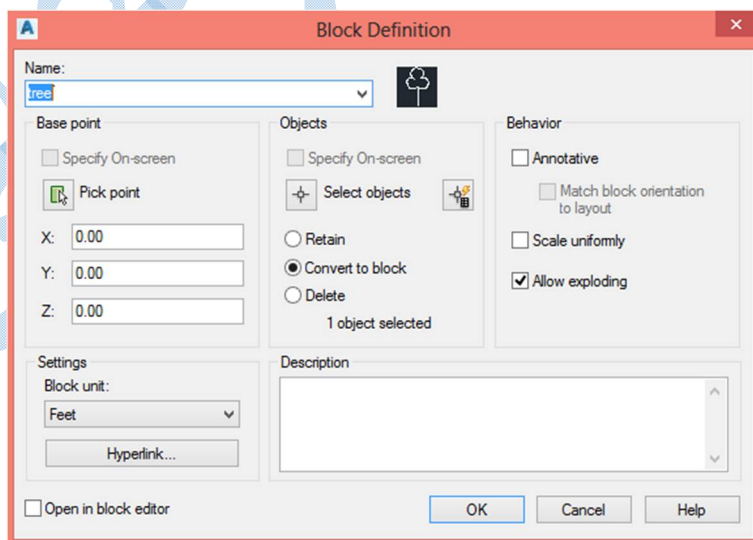 Block Definition
Name:
tree
Base point
Specify On-screen
Pick point
X: 0.00
Y: 0.00
Z: 0.00
Objects
Specify On-screen
Select objects
Retain
Convert to block
Delete
1 object selected
Behavior
Annotative
Match block orientation
to layout
Scale uniformly
Allow exploding
Settings
Block unit:
Feet
Hyperlink...
Description
Open in block editor
OK Cancel Help